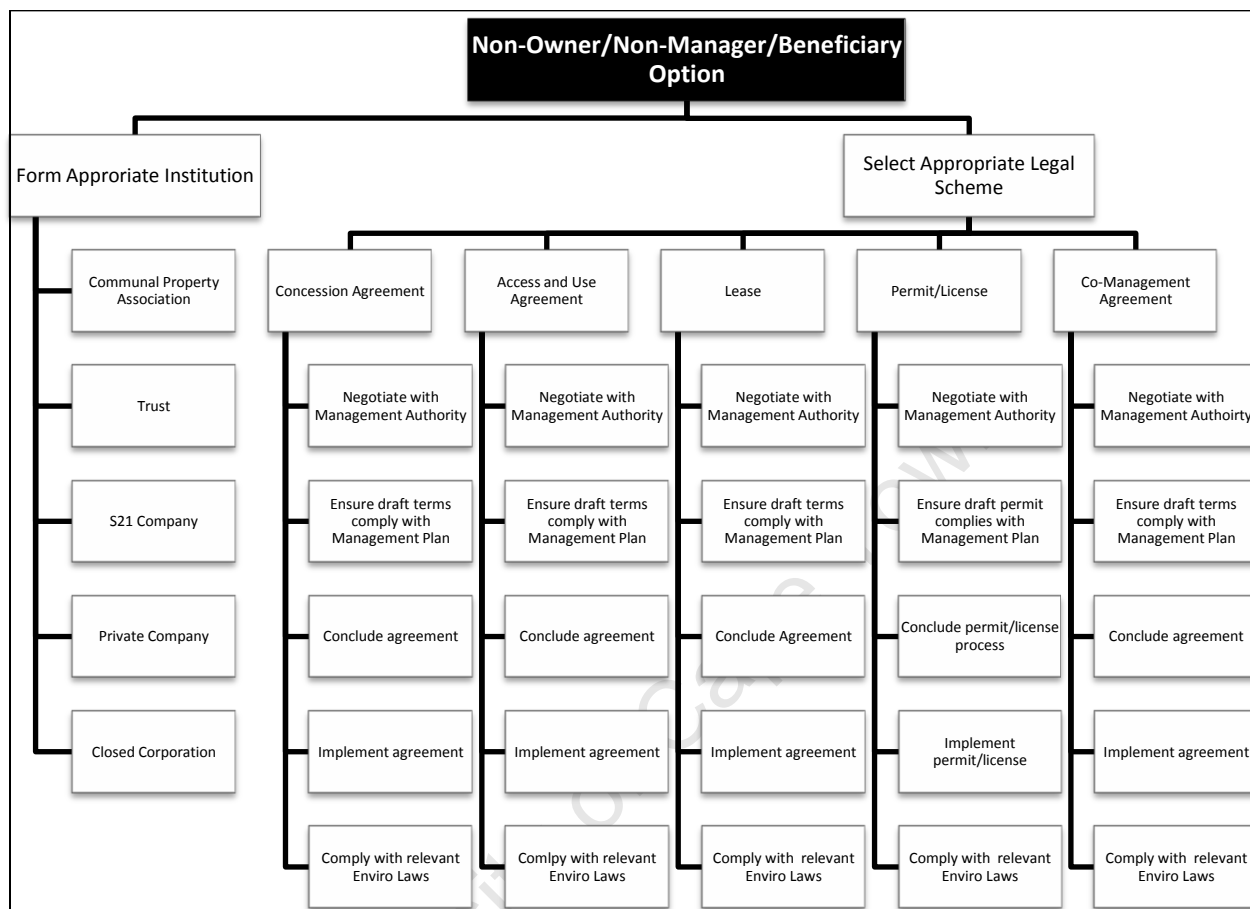 Non-Owner/Non-Manager/Beneficiary
Option
Form Approriate Institution
Select Appropriate Legal
Scheme
Communal Property
Association
Trust
S21 Company
Private Company
Closed Corporation
Concession Agreement
Negotiate with
Management Authority
Ensure draft terms
comply with
Management Plan
Conclude agreement
Implement agreement
Comply with relevant
Enviro Laws
Access and Use
Agreement
Negotiate with
Management Authority
Ensure draft terms
comply with
Management Plan
Conclude agreement
Implement agreement
Comlpy with relevant
Enviro Laws
Lease
Negotiate with
Management Authority
Ensure draft terms
comply with
Management Plan
Conclude Agreement
Implement agreement
Comply with relevant
Enviro Laws
Permit/License
Negotiate with
Management Authority
Ensure draft permit
complies with
Management Plan
Conclude permit/license
process
Implement
permit/license
Comply with relevant
Enviro Laws
Co-Management
Agreement
Negotiate with
Management Authoirty
Ensure draft terms
comply with
Management Plan
Conclude agreement
Implement agreement
Comply with relevant
Enviro Laws